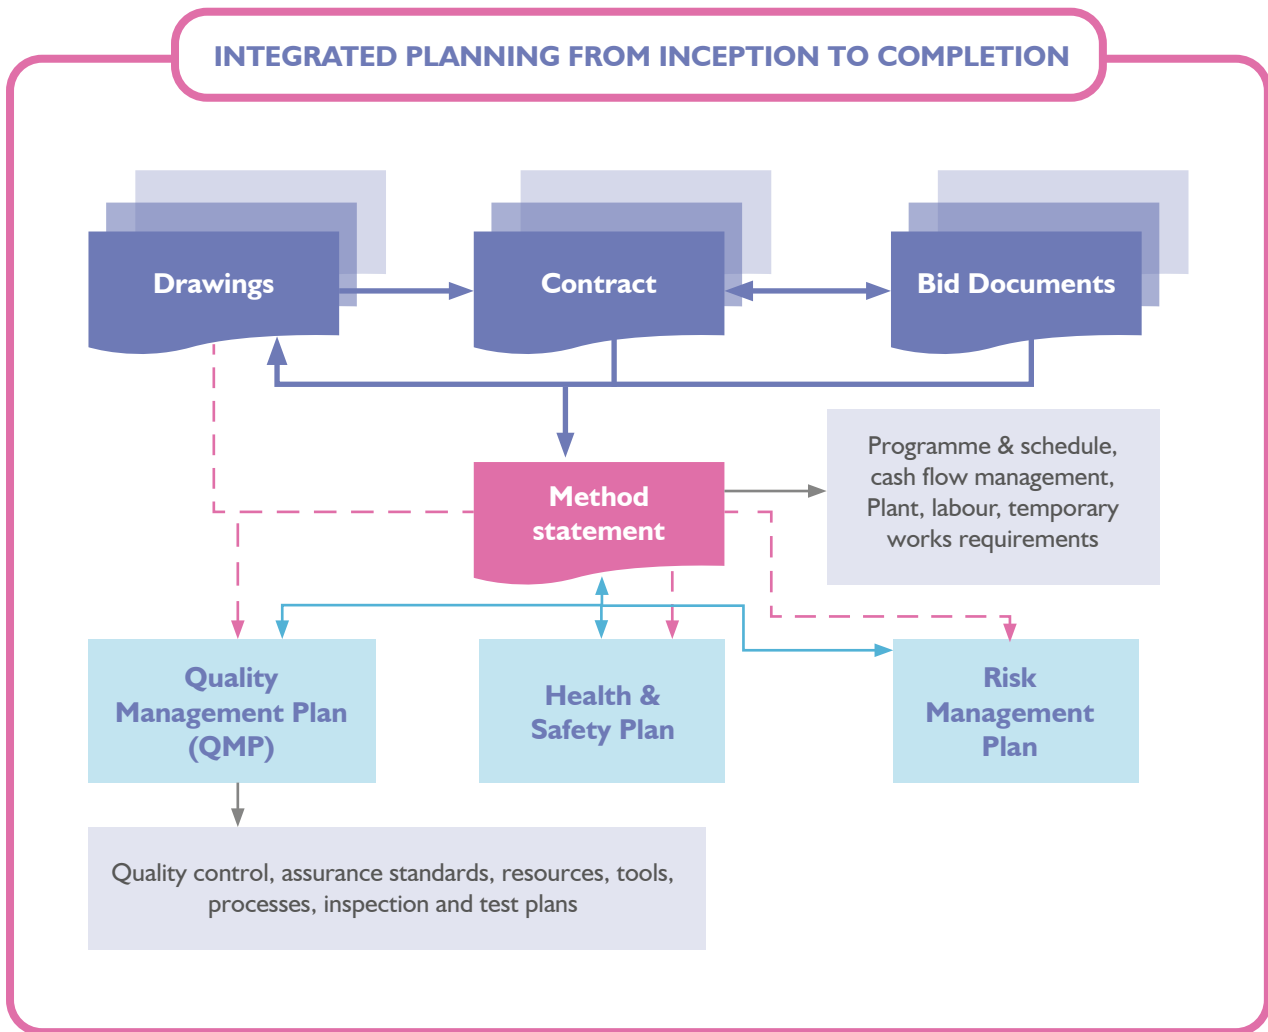 INTEGRATED PLANNING FROM INCEPTION TO COMPLETION
Drawings
Contract
Bid Documents
Method
statement
Programme & schedule,
cash flow management,
Plant, labour, temporary
works requirements
Quality
Management Plan
(QMP)
Health &
Safety Plan
Risk
Management
Plan
Quality control, assurance standards, resources, tools,
processes, inspection and test plans